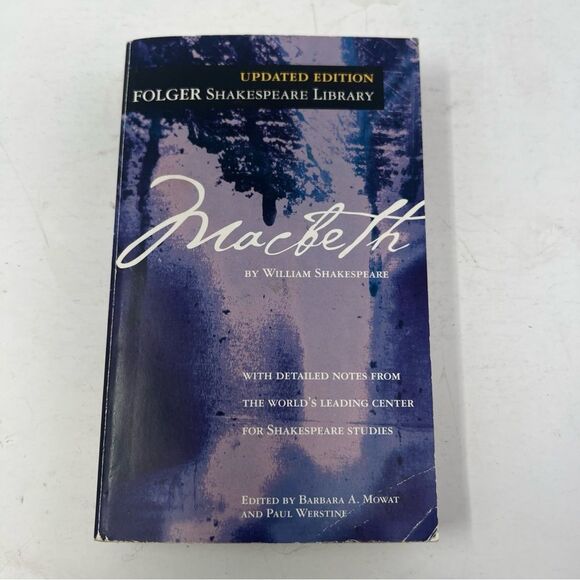 UPDATED EDITION
FOLGER SHAKESPEARE LIBRARY
Macbeth
BY WILLIAM SHAKESPEARE
WITH DETAILED NOTES FROM
THE WORLD'S LEADING CENTER
FOR SHAKESPEARE STUDIES
EDITED BY BARBARA A. MOWAT
AND PAUL WERSTINE